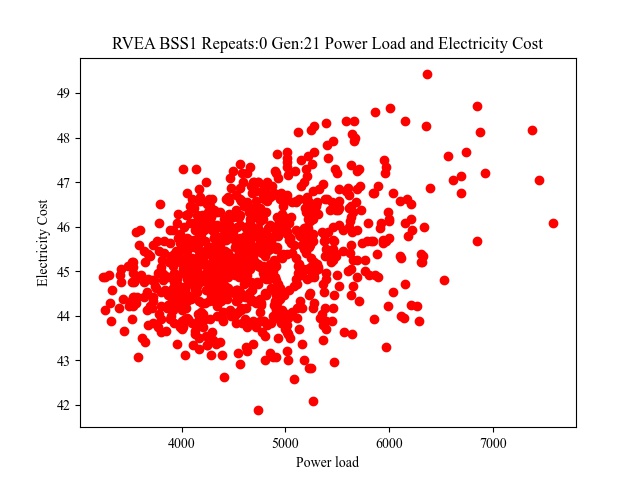 RVEA BSS1 Repeats:0 Gen:21 Power Load and Electricity Cost
49
48
47
46
45
44
43
42
Electricity Cost
4000 5000 6000 7000
Power load